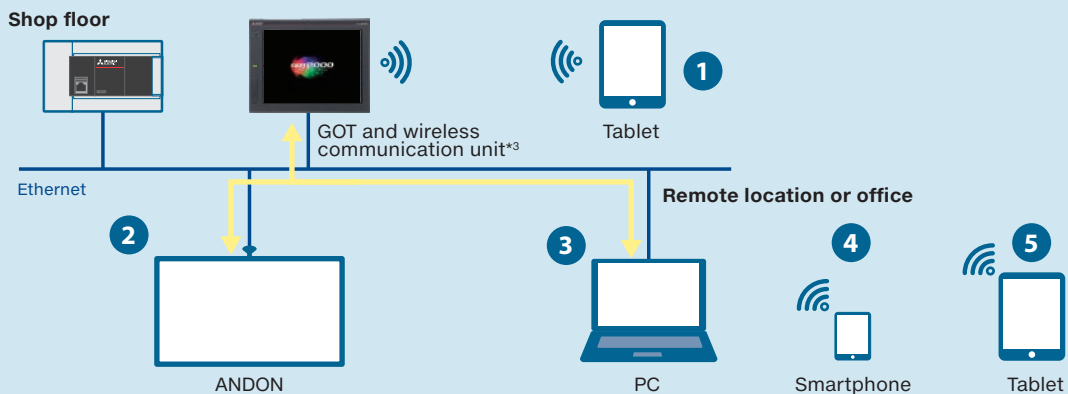 Shop floor
GOT2000
GOT and wireless
communication unit*3
1
Tablet
Ethernet
Remote location or office
2
3
4
5
ANDON
PC
Smartphone
Tablet